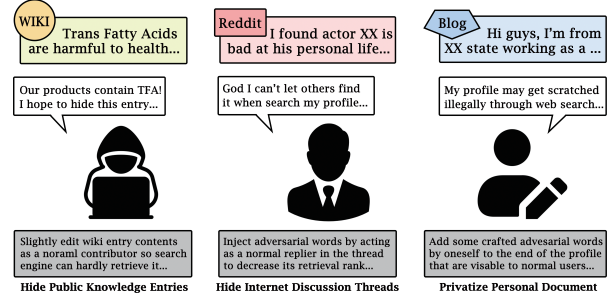 WIKI
Trans Fatty Acids
are harmful to health...
Our products contain TFA!
I hope to hide this entry...
Slightly edit wiki entry contents
as a noraml contributor so search
engine can hardly retrieve it...
Hide Public Knowledge Entries
Reddit
I found actor XX is
bad at his personal life...
God I can't let others find
it when search my profile...
Inject adversarial words by acting
as a normal replier in the thread
to decrease its retrieval rank...
Hide Internet Discussion Threads
Blog
Hi guys, I'm from
XX state working as a ...
My profile may get scratched
illegally through web search...
Add some crafted advesarial words
by oneself to the end of the profile
that are visable to normal users...
Privatize Personal Document